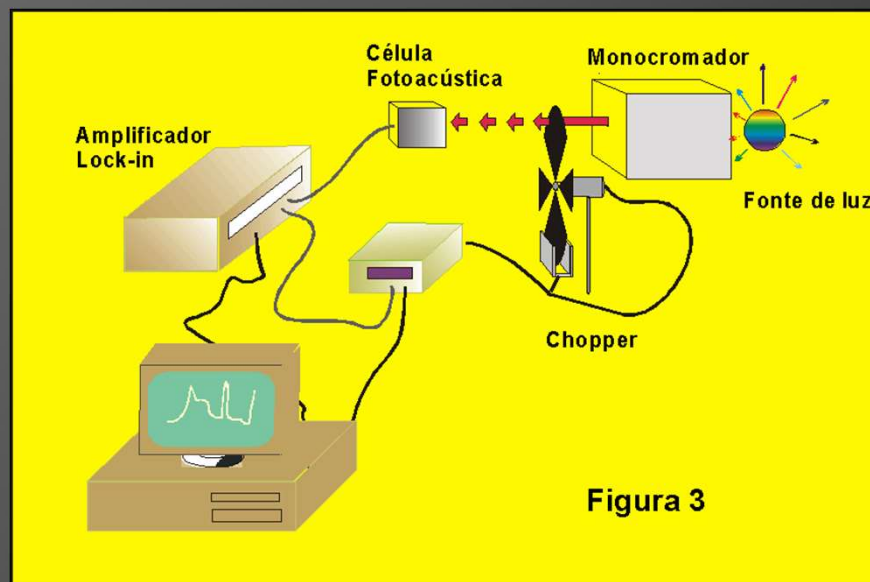 Célula
Fotoacústica
Monocromador
Amplificador
Lock-in
Fonte de luz
Chopper
Figura 3